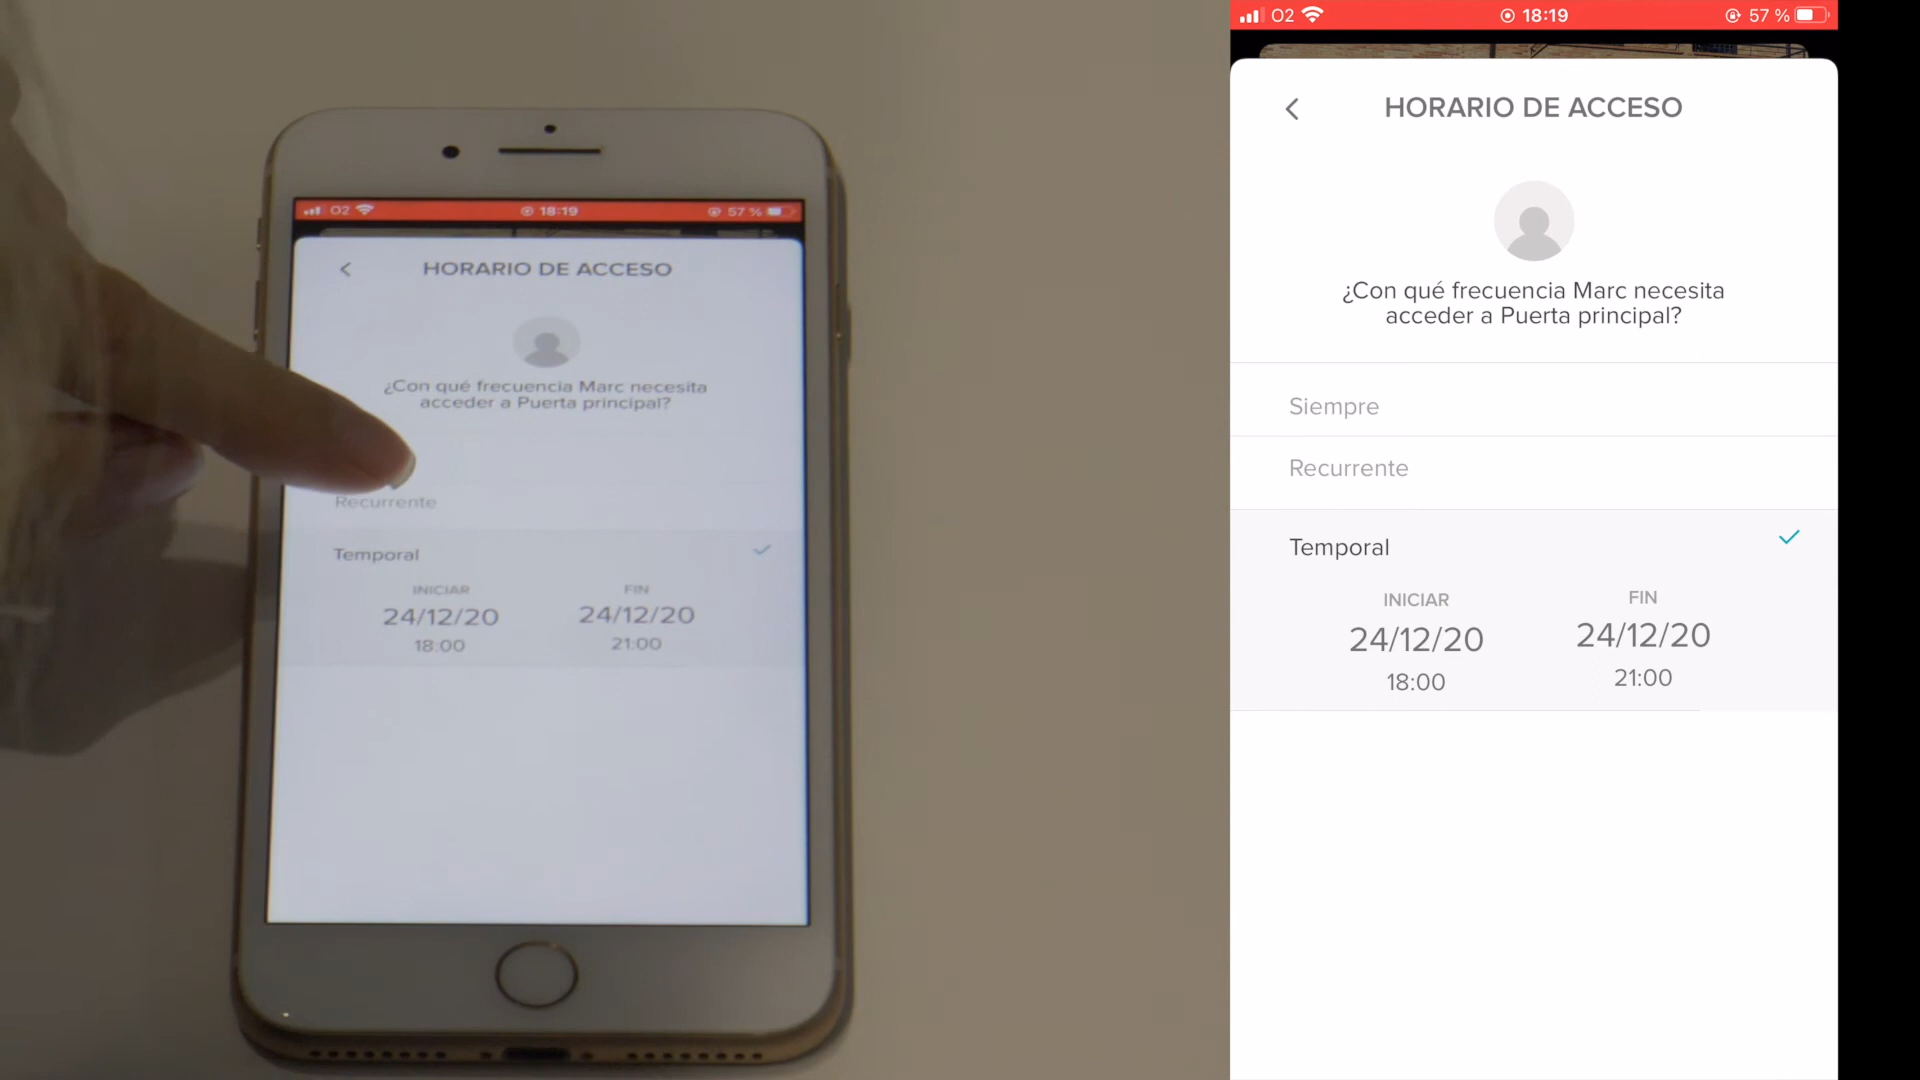 O2 18:19 57 %
HORARIO DE ACCESO
¿Con qué frecuencia Marc necesita
acceder a Puerta principal?
Recurrente
Temporal
INICIAR FIN
24/12/20 24/12/20
18:00 21:00
O2 18:19 57 %
HORARIO DE ACCESO
¿Con qué frecuencia Marc necesita
acceder a Puerta principal?
Siempre
Recurrente
Temporal
INICIAR FIN
24/12/20 24/12/20
18:00 21:00